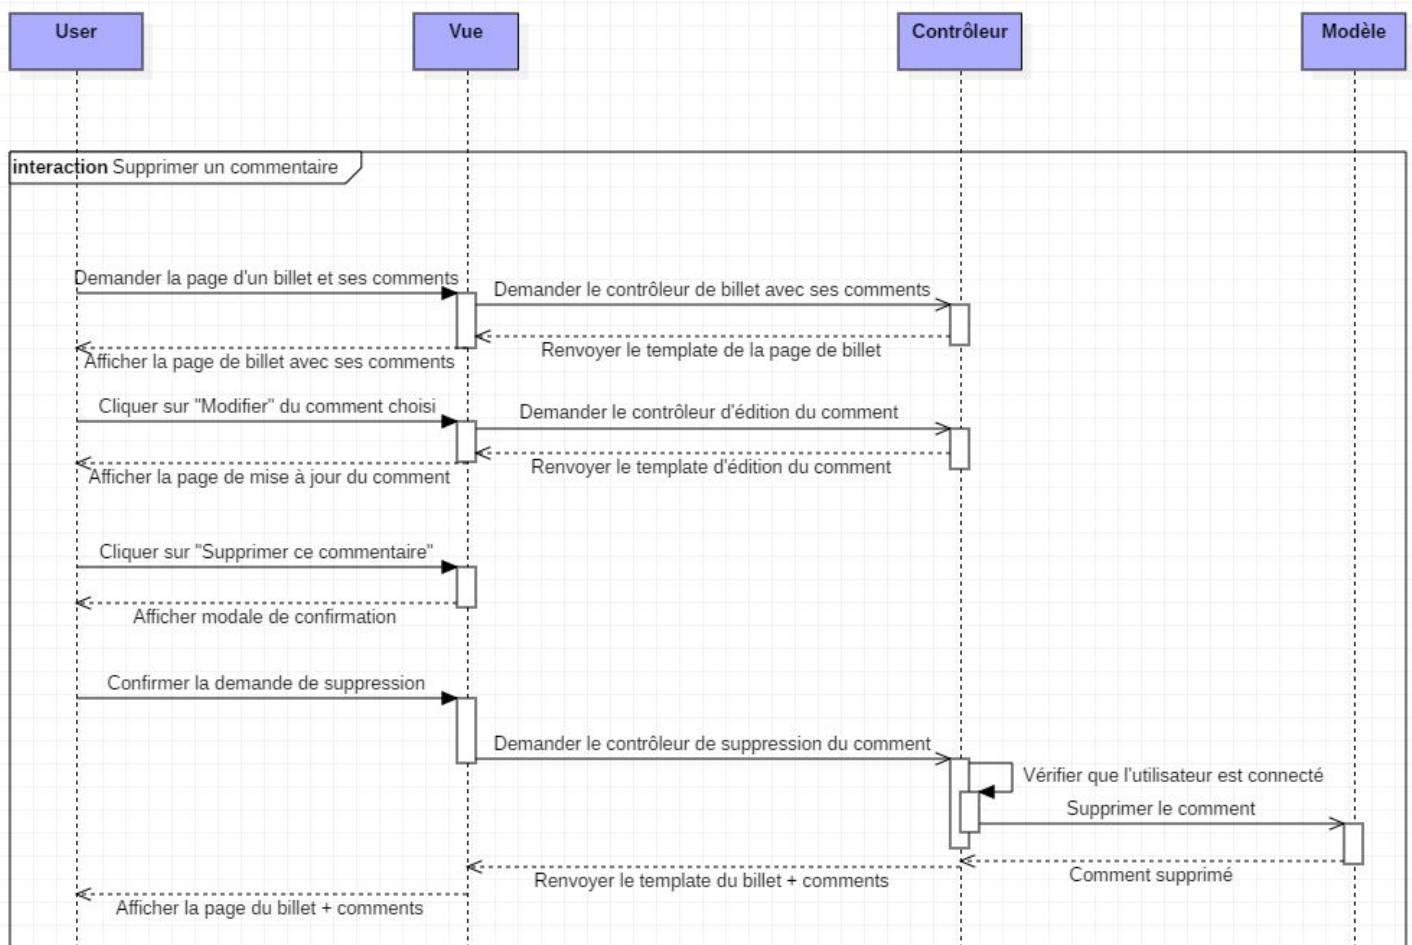 User
Vue
Contrôleur
Modèle
interaction Supprimer un commentaire
Demander la page d'un billet et ses comments
Demander le contrôleur de billet avec ses comments
Renvoyer le template de la page de billet
Afficher la page de billet avec ses comments
Cliquer sur "Modifier" du comment choisi
Demander le contrôleur d'édition du comment
Renvoyer le template d'édition du comment
Afficher la page de mise à jour du comment
Cliquer sur "Supprimer ce commentaire"
Afficher modale de confirmation
Confirmer la demande de suppression
Demander le contrôleur de suppression du comment
Vérifier que l'utilisateur est connecté
Supprimer le comment
Comment supprimé
Renvoyer le template du billet + comments
Afficher la page du billet + comments